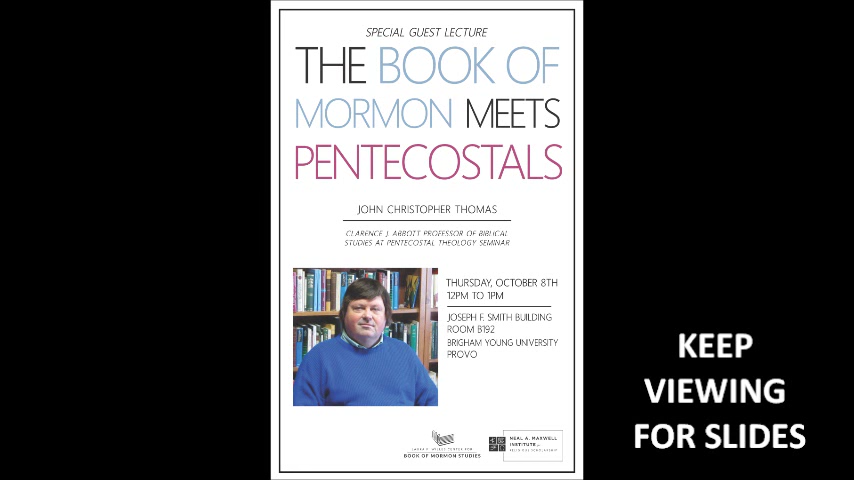 SPECIAL GUEST LECTURE
THE BOOK OF
MORMON MEETS
PENTECOSTALS
JOHN CHRISTOPHER THOMAS
CLARENCE J. ABBOTT PROFESSOR OF BIBLICAL
STUDIES AT PENTECOSTAL THEOLOGY SEMINAR
THURSDAY, OCTOBER 8TH
12PM TO 1PM
JOSEPH F. SMITH BUILDING
ROOM B192
BRIGHAM YOUNG UNIVERSITY
PROVO
BOOK OF MORMON STUDIES
NEAL A. MAXWELL
INSTITUTE
KEEP
VIEWING
FOR SLIDES